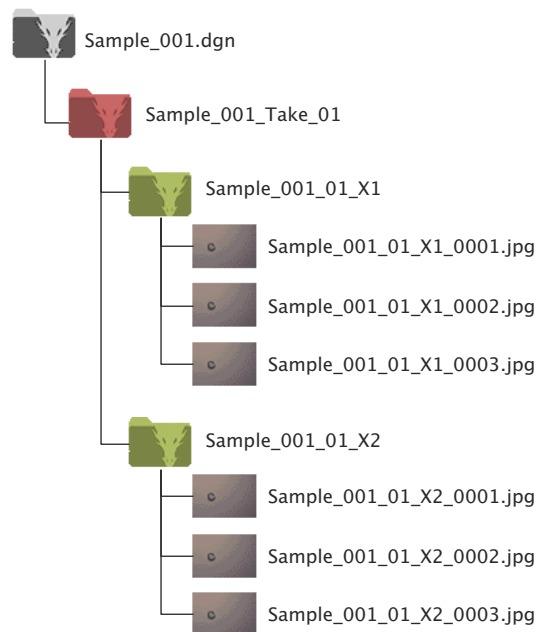 Sample_001.dgn
Sample_001_Take_01
Sample_001_01_X1
Sample_001_01_X1_0001.jpg
Sample_001_01_X1_0002.jpg
Sample_001_01_X1_0003.jpg
Sample_001_01_X2
Sample_001_01_X2_0001.jpg
Sample_001_01_X2_0002.jpg
Sample_001_01_X2_0003.jpg